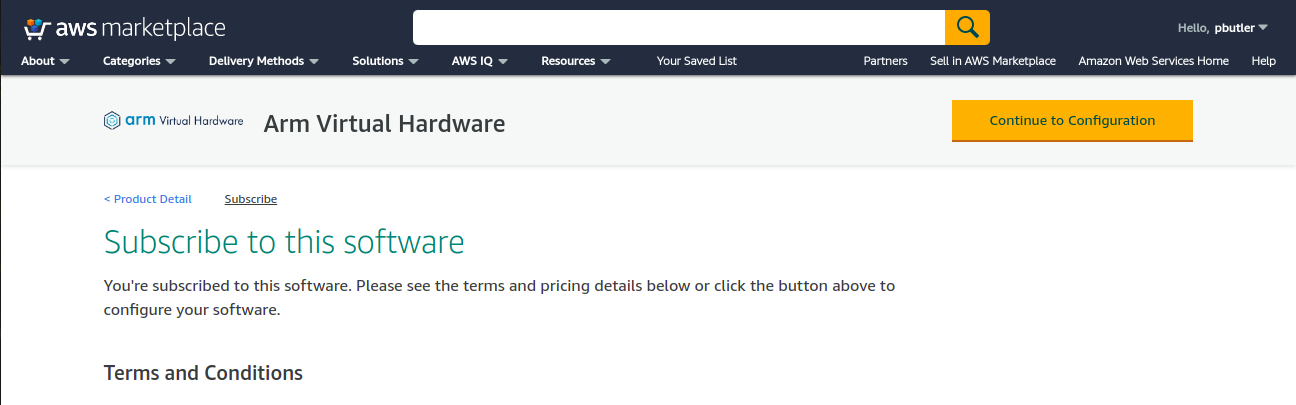 aws marketplace
Hello, pbutler
About
Categories
Delivery Methods
Solutions
AWS IQ
Resources
Your Saved List
Partners
Sell in AWS Marketplace
Amazon Web Services Home
Help
arm Virtual Hardware
Arm Virtual Hardware
Continue to Configuration
< Product Detail
Subscribe
Subscribe to this software
You're subscribed to this software. Please see the terms and pricing details below or click the button above to
configure your software.
Terms and Conditions